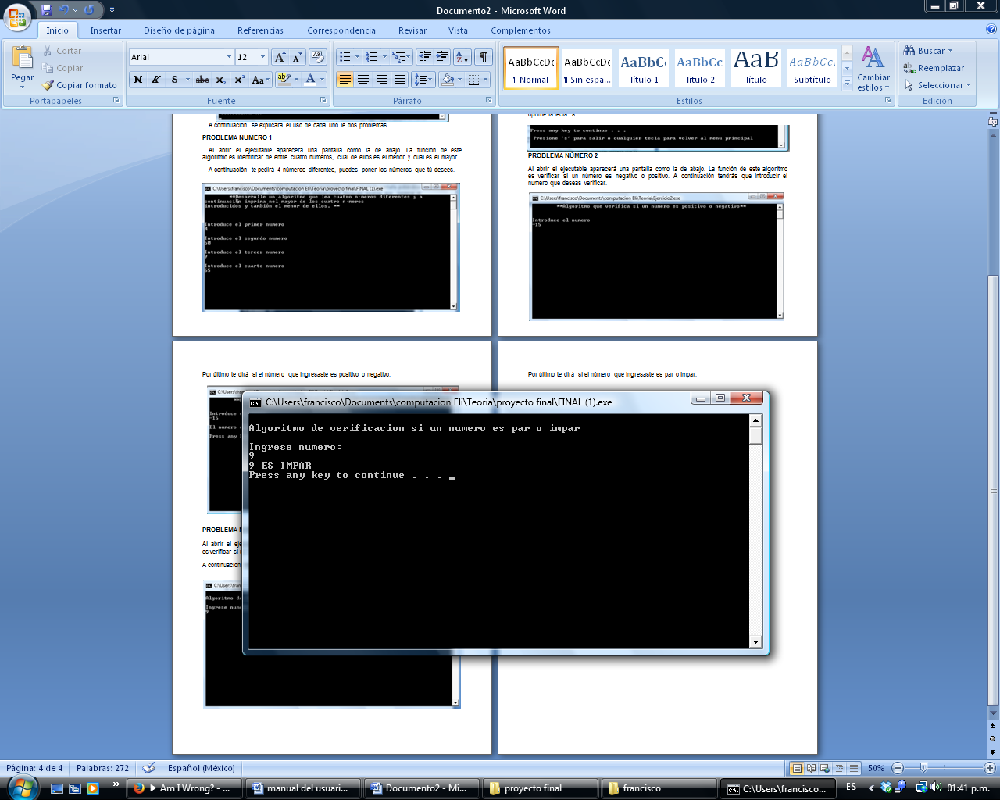 Documento2 - Microsoft Word
Inicio Insertar Diseño de página Referencias Correspondencia Revisar Vista Complementos
Pegar
Cortar
Copiar
Copiar formato
Portapapeles
Arial 12
Fuente
Párrafo
AaBbCcDc AaBbCcDc AaBbCc AaBbCc AaB AaBbCc.
¶ Normal ¶ Sin espa... Título 1 Título 2 Título Subtítulo
Cambiar estilos
Estilos
Buscar
Reemplazar
Seleccionar
Edición
A continuación se explicara el uso de cada uno le dos problemas.
PROBLEMA NUMERO 1
Al abrir el ejecutable aparecerá una pantalla como la de abajo. La función de este
algoritmo es identificar de entre cuatro números, cuál de ellos es el menor y cuál es el mayor.
A continuación te pedirá 4 números diferentes, puedes poner los números que tú desees.
C:\Users\francisco\Documents\computacion Eli\Teoria\proyecto final\FINAL (1).exe
**Desarrolle un algoritmo que lea cuatro n meros diferentes y a
continuación imprima nel mayor de los cuatro n-meros
introducidos y también el menor de ellos. **
Introduce el primer numero
4
Introduce el segundo numero
50
Introduce el tercer numero
9
Introduce el cuarto numero
65
oprime la tecla "s".
Press any key to continue . . .
Presione 's' para salir o cualquier tecla para volver al menu principal
PROBLEMA NÚMERO 2
Al abrir el ejecutable aparecerá una pantalla como la de abajo. La función de este algoritmo
es verificar si un número es negativo o positivo. A continuación tendrás que introducir el
numero que deseas verificar.
C:\Users\francisco\Documents\computacion Eli\Teoria\Ejercicio2.exe
**Algoritmo que verifica si un numero es positivo o negativo**
Introduce el numero
-15
Por último te dirá si el número que ingresaste es positivo o negativo.
C:\Users\fran
Introduce
-15
El numero
Press any
PROBLEMA N
Al abrir el eje
es verificar si u
A continuación
C:\Users\fran
Algoritmo de
Ingrese nume
9
Por último te dirá si el número que ingresaste es par o impar.
C:\Users\francisco\Documents\computacion Eli\Teoria\proyecto final\FINAL (1).exe
Algoritmo de verificacion si un numero es par o impar
Ingrese numero:
9
9 ES IMPAR
Press any key to continue . . .
Página: 4 de 4 Palabras: 272 Español (México) 50%
Am I Wrong? - ... manual del usuari... Documento2 - Mi... proyecto final francisco C:\Users\francisco... ES 01:41 p.m.